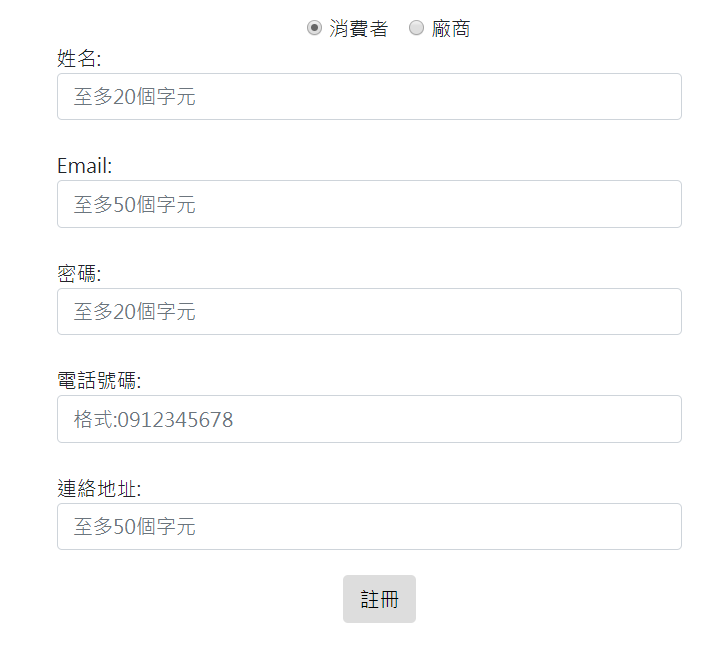 消費者 廠商
姓名:
至多20個字元
Email:
至多50個字元
密碼:
至多20個字元
電話號碼:
格式:0912345678
連絡地址:
至多50個字元
註冊